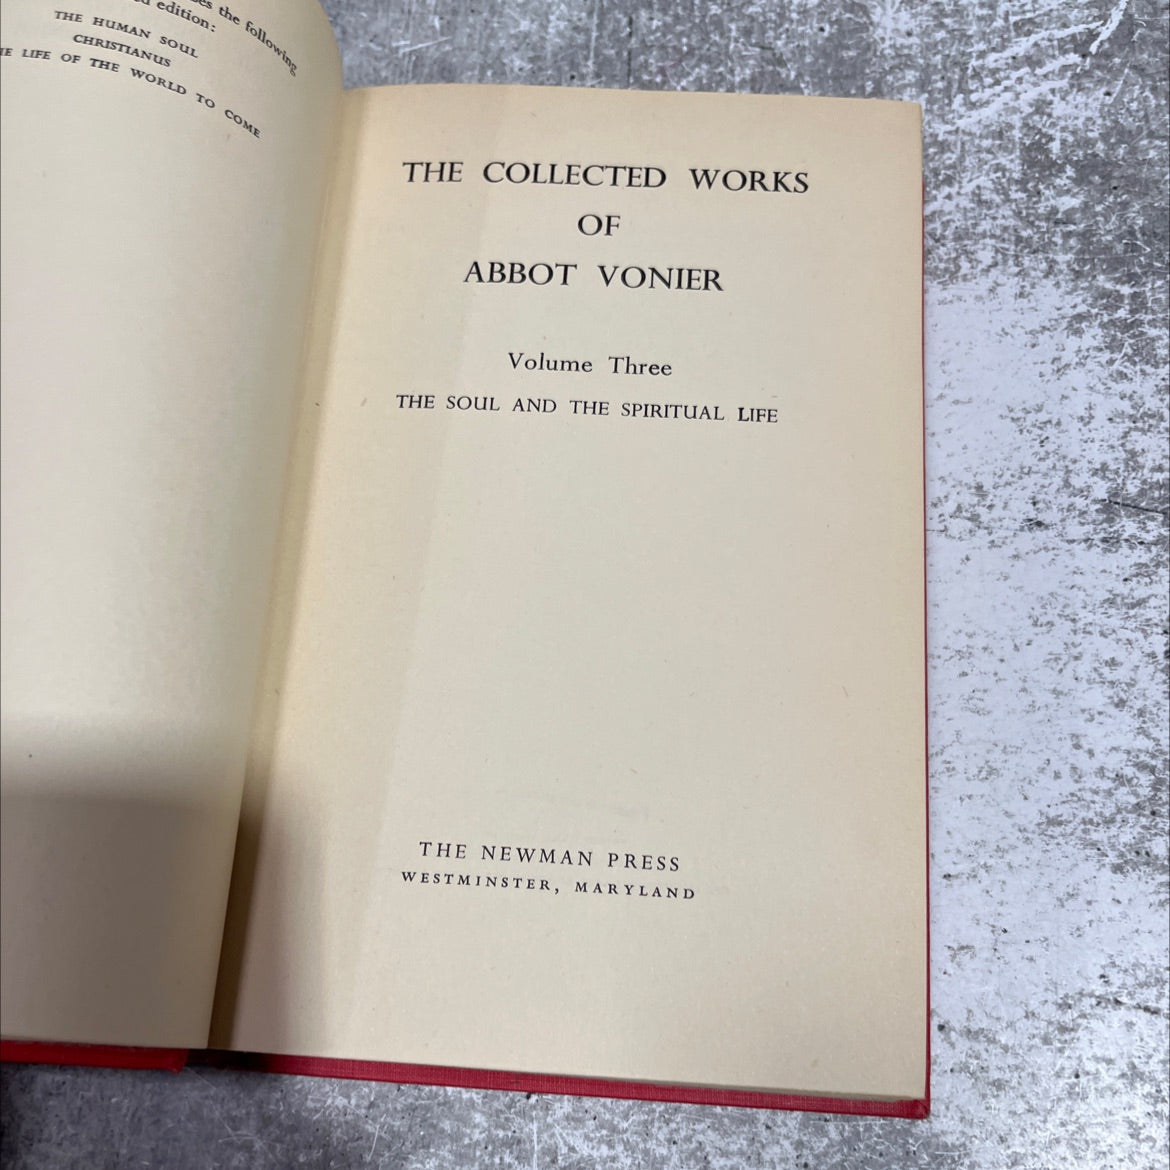 the following
edition:
THE HUMAN SOUL
CHRISTIANUS
LIFE OF THE WORLD TO COME
THE COLLECTED WORKS
OF
ABBOT VONIER
Volume Three
THE SOUL AND THE SPIRITUAL LIFE
THE NEWMAN PRESS
WESTMINSTER, MARYLAND